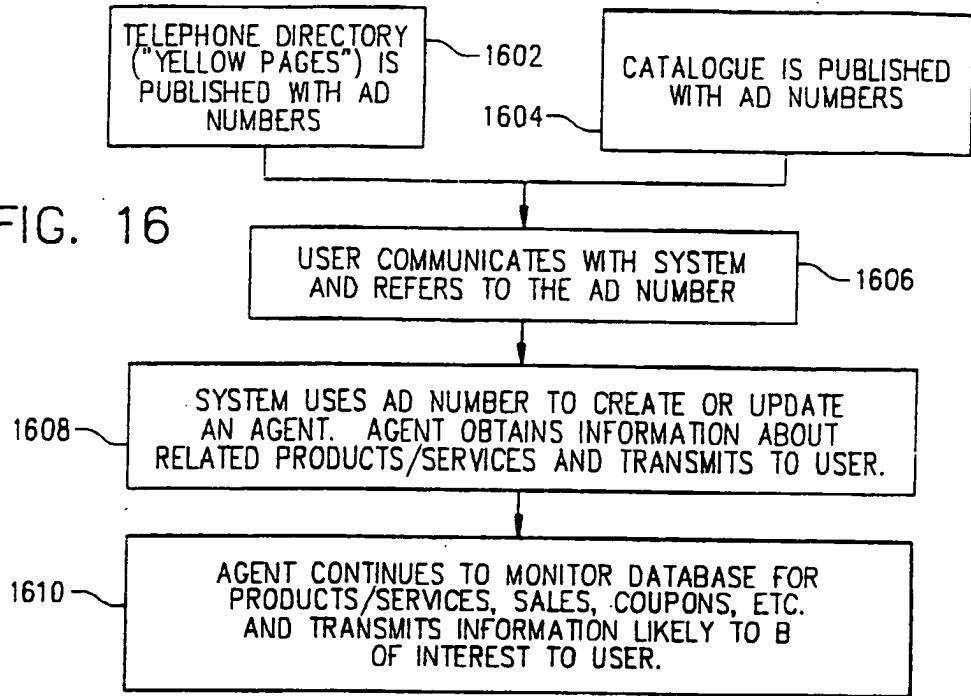 TELEPHONE DIRECTORY
("YELLOW PAGES") IS
PUBLISHED WITH AD
NUMBERS
1602
CATALOGUE IS PUBLISHED
WITH AD NUMBERS
1604
FIG. 16
USER COMMUNICATES WITH SYSTEM
AND REFERS TO THE AD NUMBER
1606
SYSTEM USES AD NUMBER TO CREATE OR UPDATE
AN AGENT. AGENT OBTAINS INFORMATION ABOUT
RELATED PRODUCTS/SERVICES AND TRANSMITS TO USER.
1608
AGENT CONTINUES TO MONITOR DATABASE FOR
PRODUCTS/SERVICES, SALES, COUPONS, ETC.
AND TRANSMITS INFORMATION LIKELY TO B
OF INTEREST TO USER.
1610